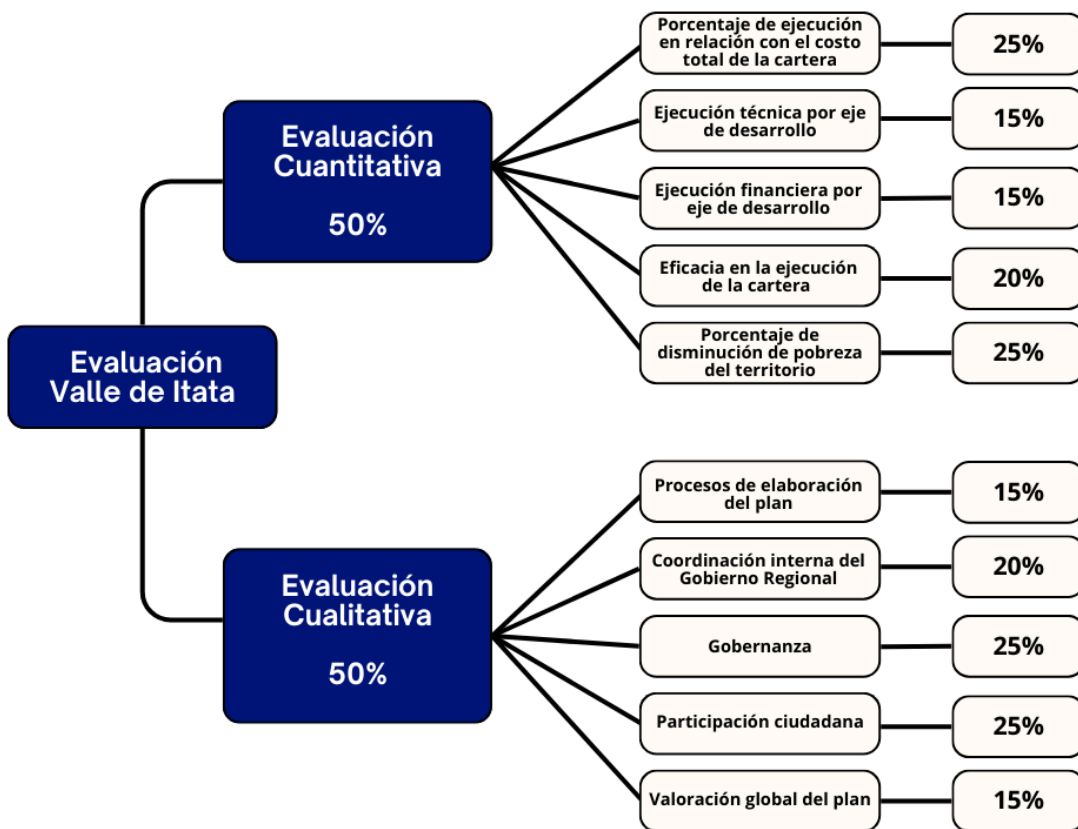 Porcentaje de ejecución
en relación con el costo
total de la cartera
25%
Evaluación
Cuantitativa
50%
Ejecución técnica por eje
de desarrollo
15%
Ejecución financiera por
eje de desarrollo
15%
Eficacia en la ejecución
de la cartera
20%
Porcentaje de
disminución de pobreza
del territorio
25%
Evaluación
Valle de Itata
Evaluación
Cualitativa
50%
Procesos de elaboración
del plan
15%
Coordinación interna del
Gobierno Regional
20%
Gobernanza
25%
Participación ciudadana
25%
Valoración global del plan
15%